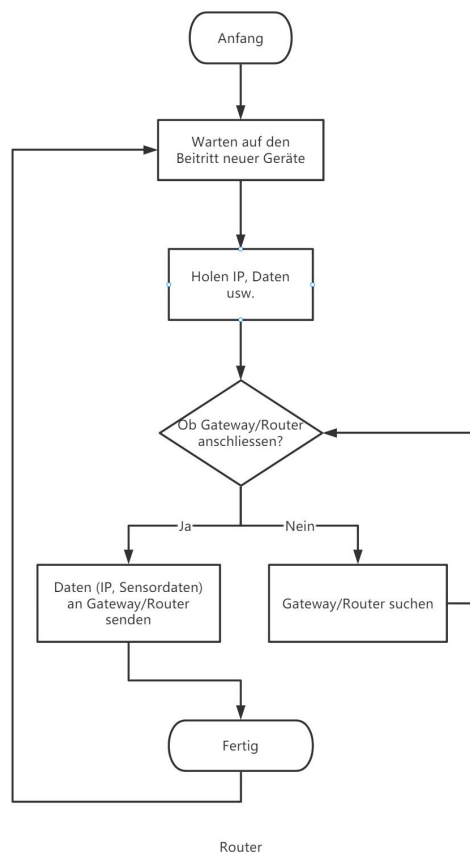 Anfang
Warten auf den
Beitritt neuer Geräte
Holen IP, Daten
usw.
Ob Gateway/Router
anschliessen?
Ja
Nein
Daten (IP, Sensordaten)
an Gateway/Router
senden
Gateway/Router suchen
Fertig
Router